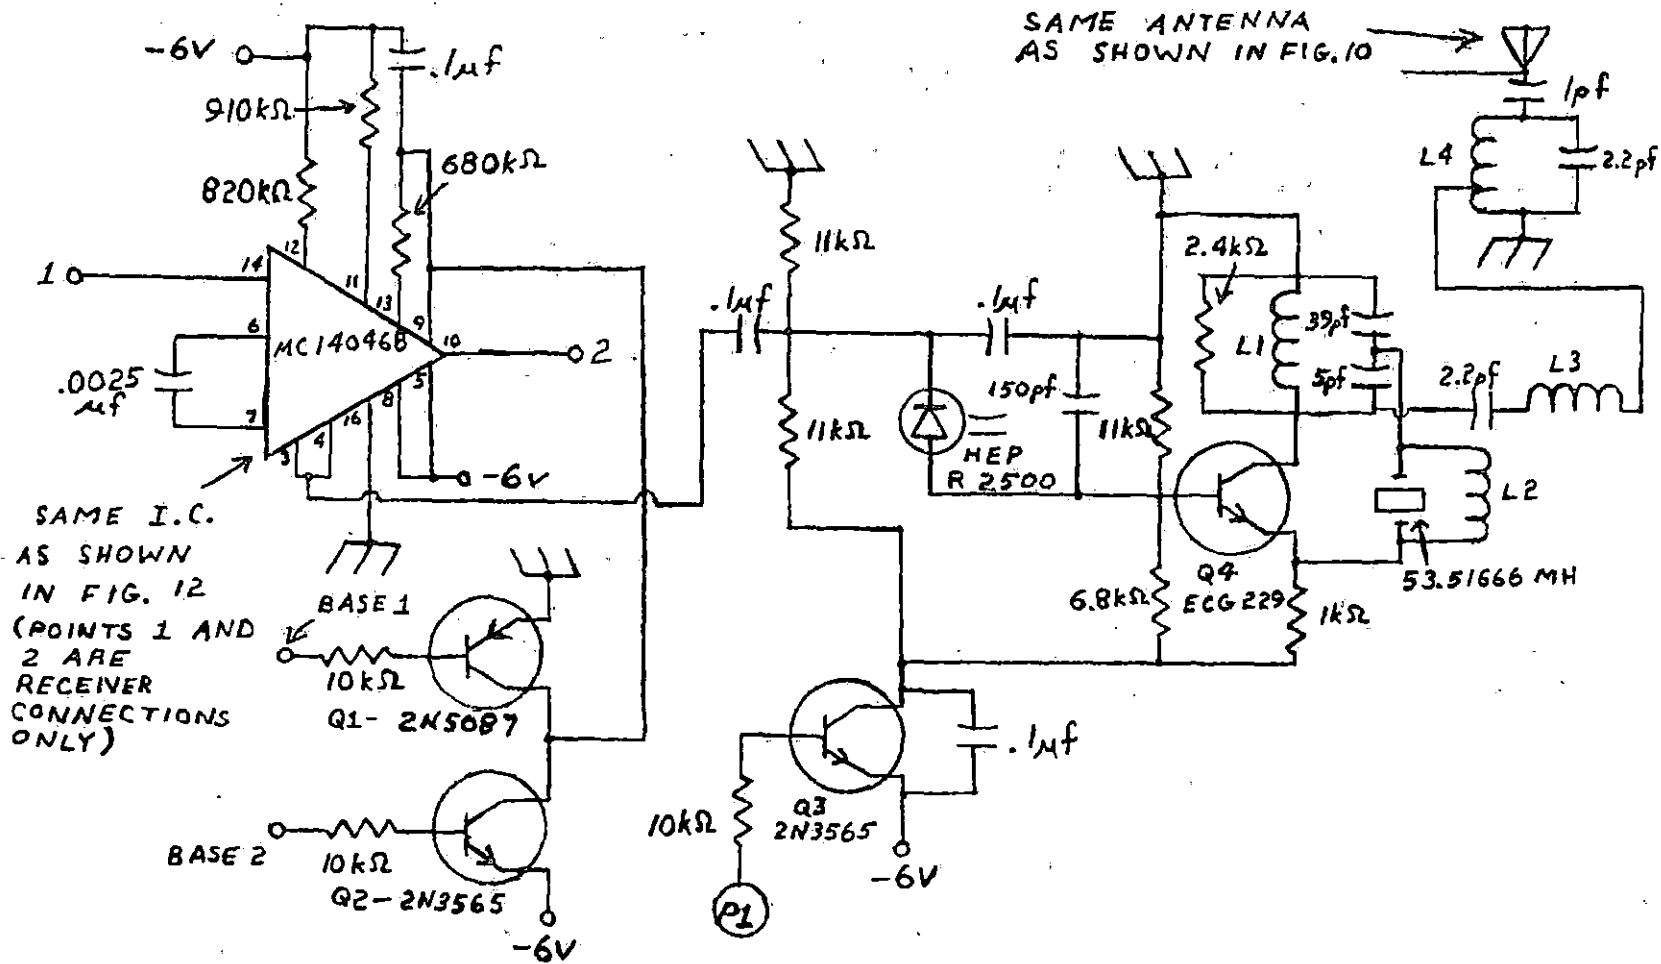 SAME ANTENNA
AS SHOWN IN FIG.10
-6V
.1µf
910kΩ
680kΩ
820kΩ
1pf
L4
2.2pf
12
14
11
13
9
10
1
6
MC14046B
2
.0025
µf
7
3
4
16
8
5
-6V
11kΩ
11kΩ
.1µf
.1µf
150pf
HEP
R 2500
11kΩ
2.4kΩ
L1
39pf
5pf
2.2pf
L3
L2
53.51666 MH
Q4
ECG 229
6.8kΩ
1kΩ
SAME I.C.
AS SHOWN
IN FIG. 12
(POINTS 1 AND
2 ARE
RECEIVER
CONNECTIONS
ONLY)
BASE 1
10kΩ
Q1- 2N5087
BASE 2
10kΩ
Q2-2N3565
-6V
.1µf
Q3
2N3565
10kΩ
-6V
P1